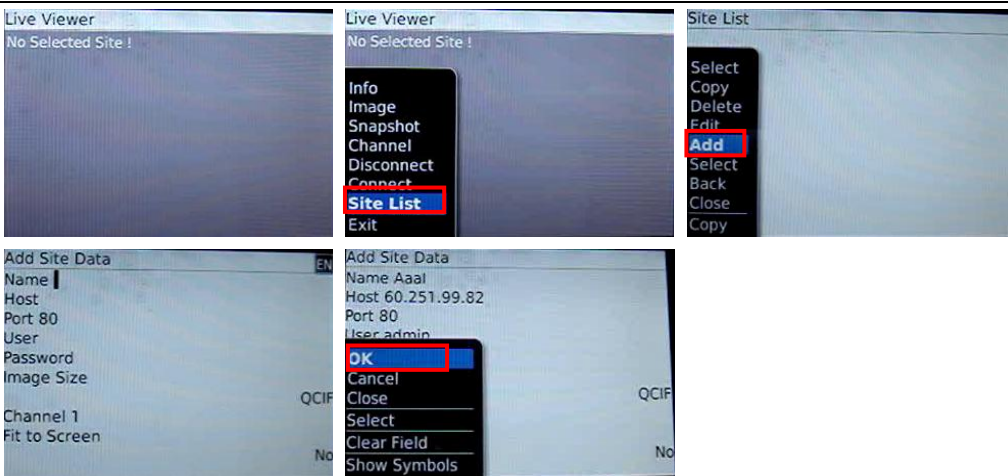 Live Viewer
No Selected Site !
Live Viewer
No Selected Site !
Info
Image
Snapshot
Channel
Disconnect
Connect
Site List
Exit
Site List
Select
Copy
Delete
Edit
Add
Select
Back
Close
Copy
Add Site Data
EN
Name
Host
Port 80
User
Password
Image Size
QCIF
Channel 1
Fit to Screen
No
Add Site Data
Name Aaal
Host 60.251.99.82
Port 80
User admin
OK
Cancel
Close
QCIF
Select
Clear Field
No
Show Symbols